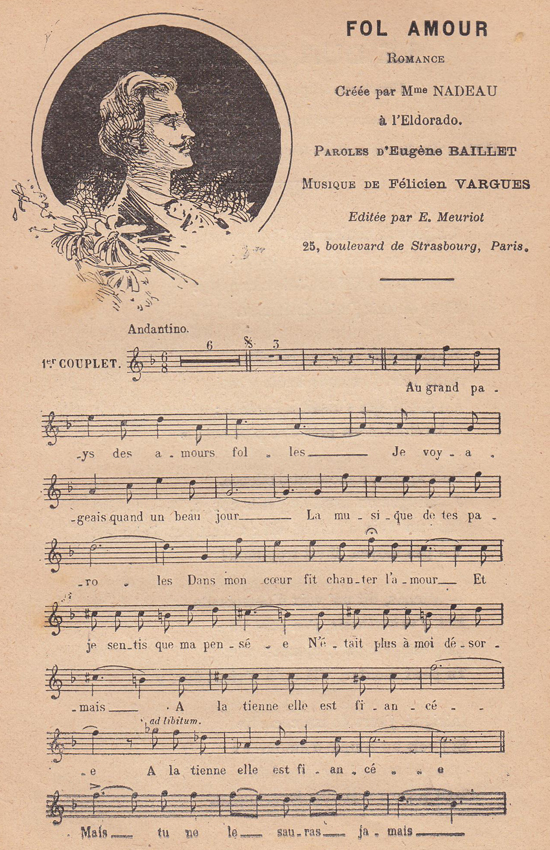 FOL AMOUR
ROMANCE
Créée par Mme NADEAU
à l'Eldorado.
PAROLES D'Eugène BAILLET
MUSIQUE DE Félicien VARGUES
Editée par E. Meuriot
25, boulevard de Strasbourg, Paris.
Andantino.
6 3
1er COUPLET. 6 8
Au grand pa -
-ys des a - mours fol - les Je voy - a -
-geais quand un beau jour La mu - si - que de tes pa -
-ro - les Dans mon cœur fit chan - ter l'a - mour Et
je sen - tis que ma pen - sé - e N'é - tait plus à moi dé - sor -
-mais A la tienne elle est fi - an - cé - -
ad libitum.
- e A la tienne elle est fi - an - cé - e
Mais tu ne le sau - ras ja - mais